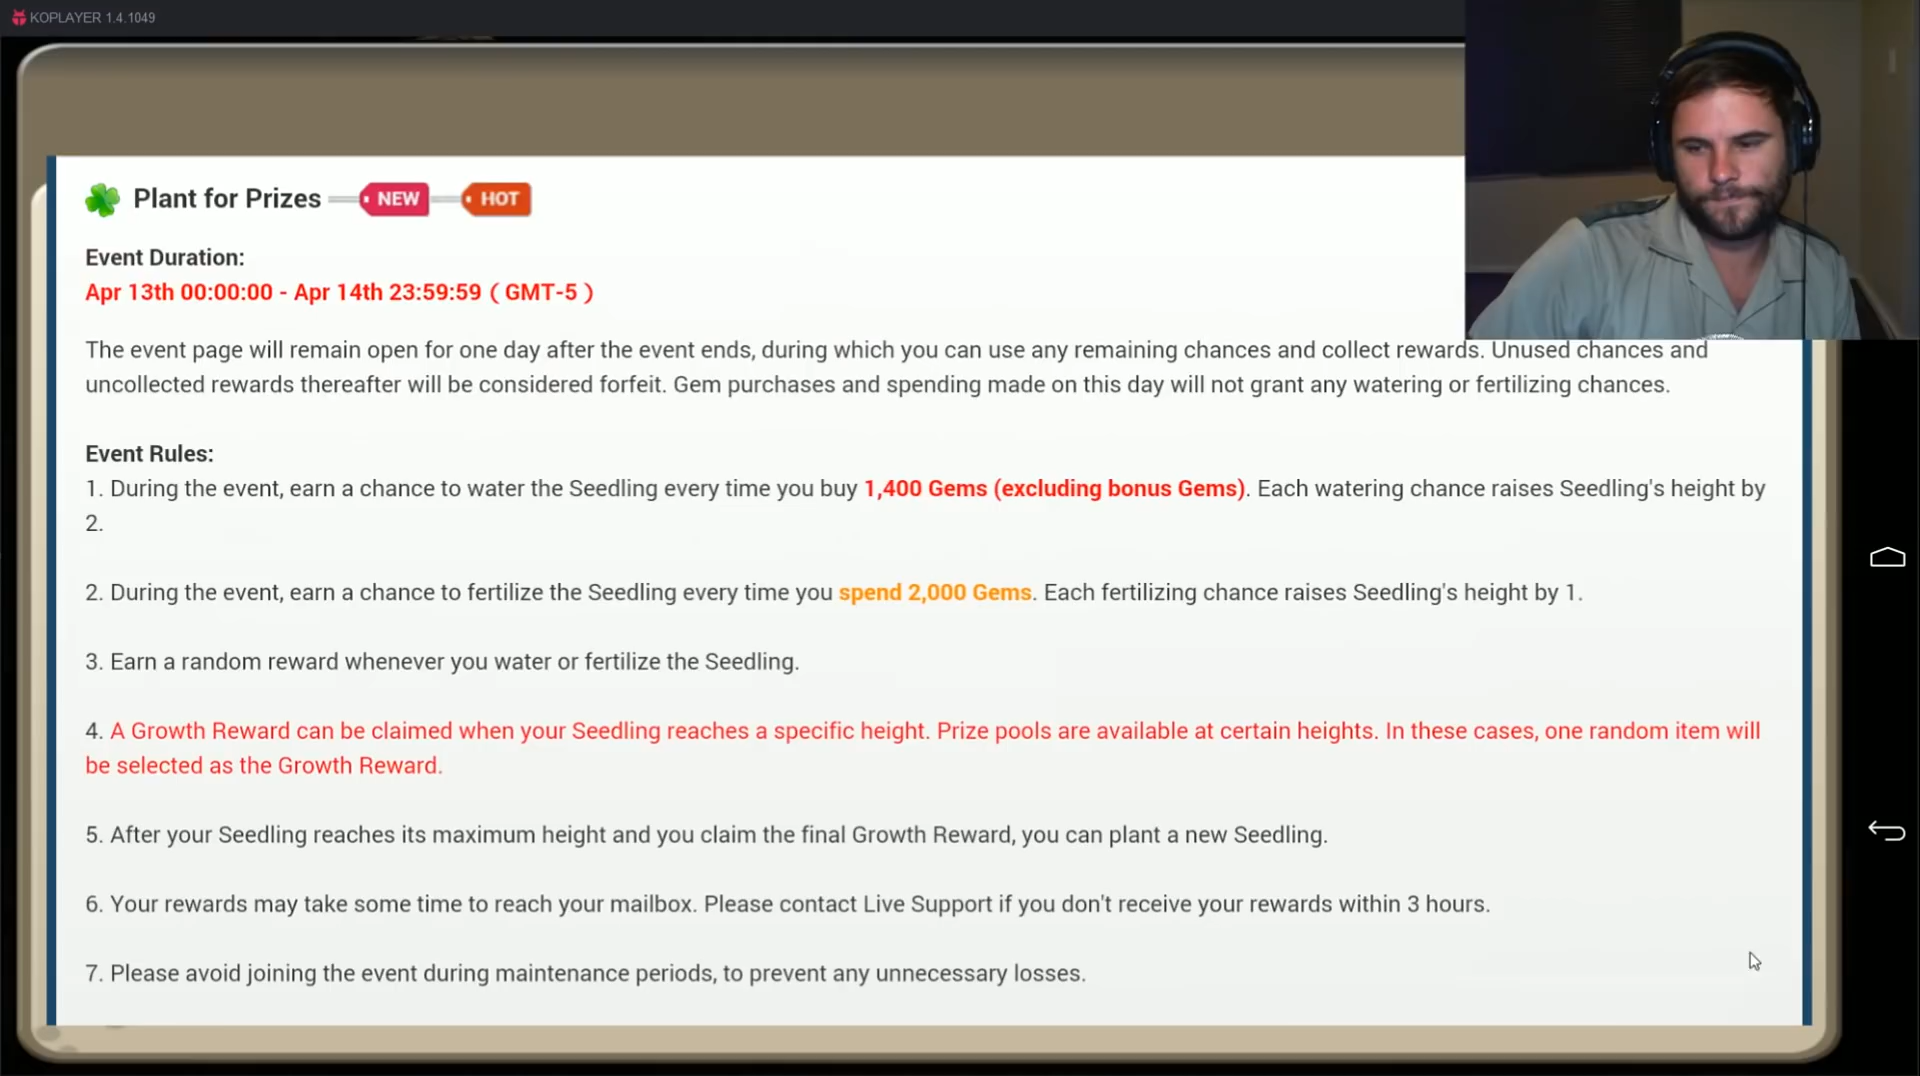 KOPLAYER 1.4.1049
Plant for Prizes NEW HOT
Event Duration:
Apr 13th 00:00:00 - Apr 14th 23:59:59 ( GMT-5 )
The event page will remain open for one day after the event ends, during which you can use any remaining chances and collect rewards. Unused chances and
uncollected rewards thereafter will be considered forfeit. Gem purchases and spending made on this day will not grant any watering or fertilizing chances.
Event Rules:
1. During the event, earn a chance to water the Seedling every time you buy 1,400 Gems (excluding bonus Gems). Each watering chance raises Seedling's height by
2.
2. During the event, earn a chance to fertilize the Seedling every time you spend 2,000 Gems. Each fertilizing chance raises Seedling's height by 1.
3. Earn a random reward whenever you water or fertilize the Seedling.
4. A Growth Reward can be claimed when your Seedling reaches a specific height. Prize pools are available at certain heights. In these cases, one random item will
be selected as the Growth Reward.
5. After your Seedling reaches its maximum height and you claim the final Growth Reward, you can plant a new Seedling.
6. Your rewards may take some time to reach your mailbox. Please contact Live Support if you don't receive your rewards within 3 hours.
7. Please avoid joining the event during maintenance periods, to prevent any unnecessary losses.